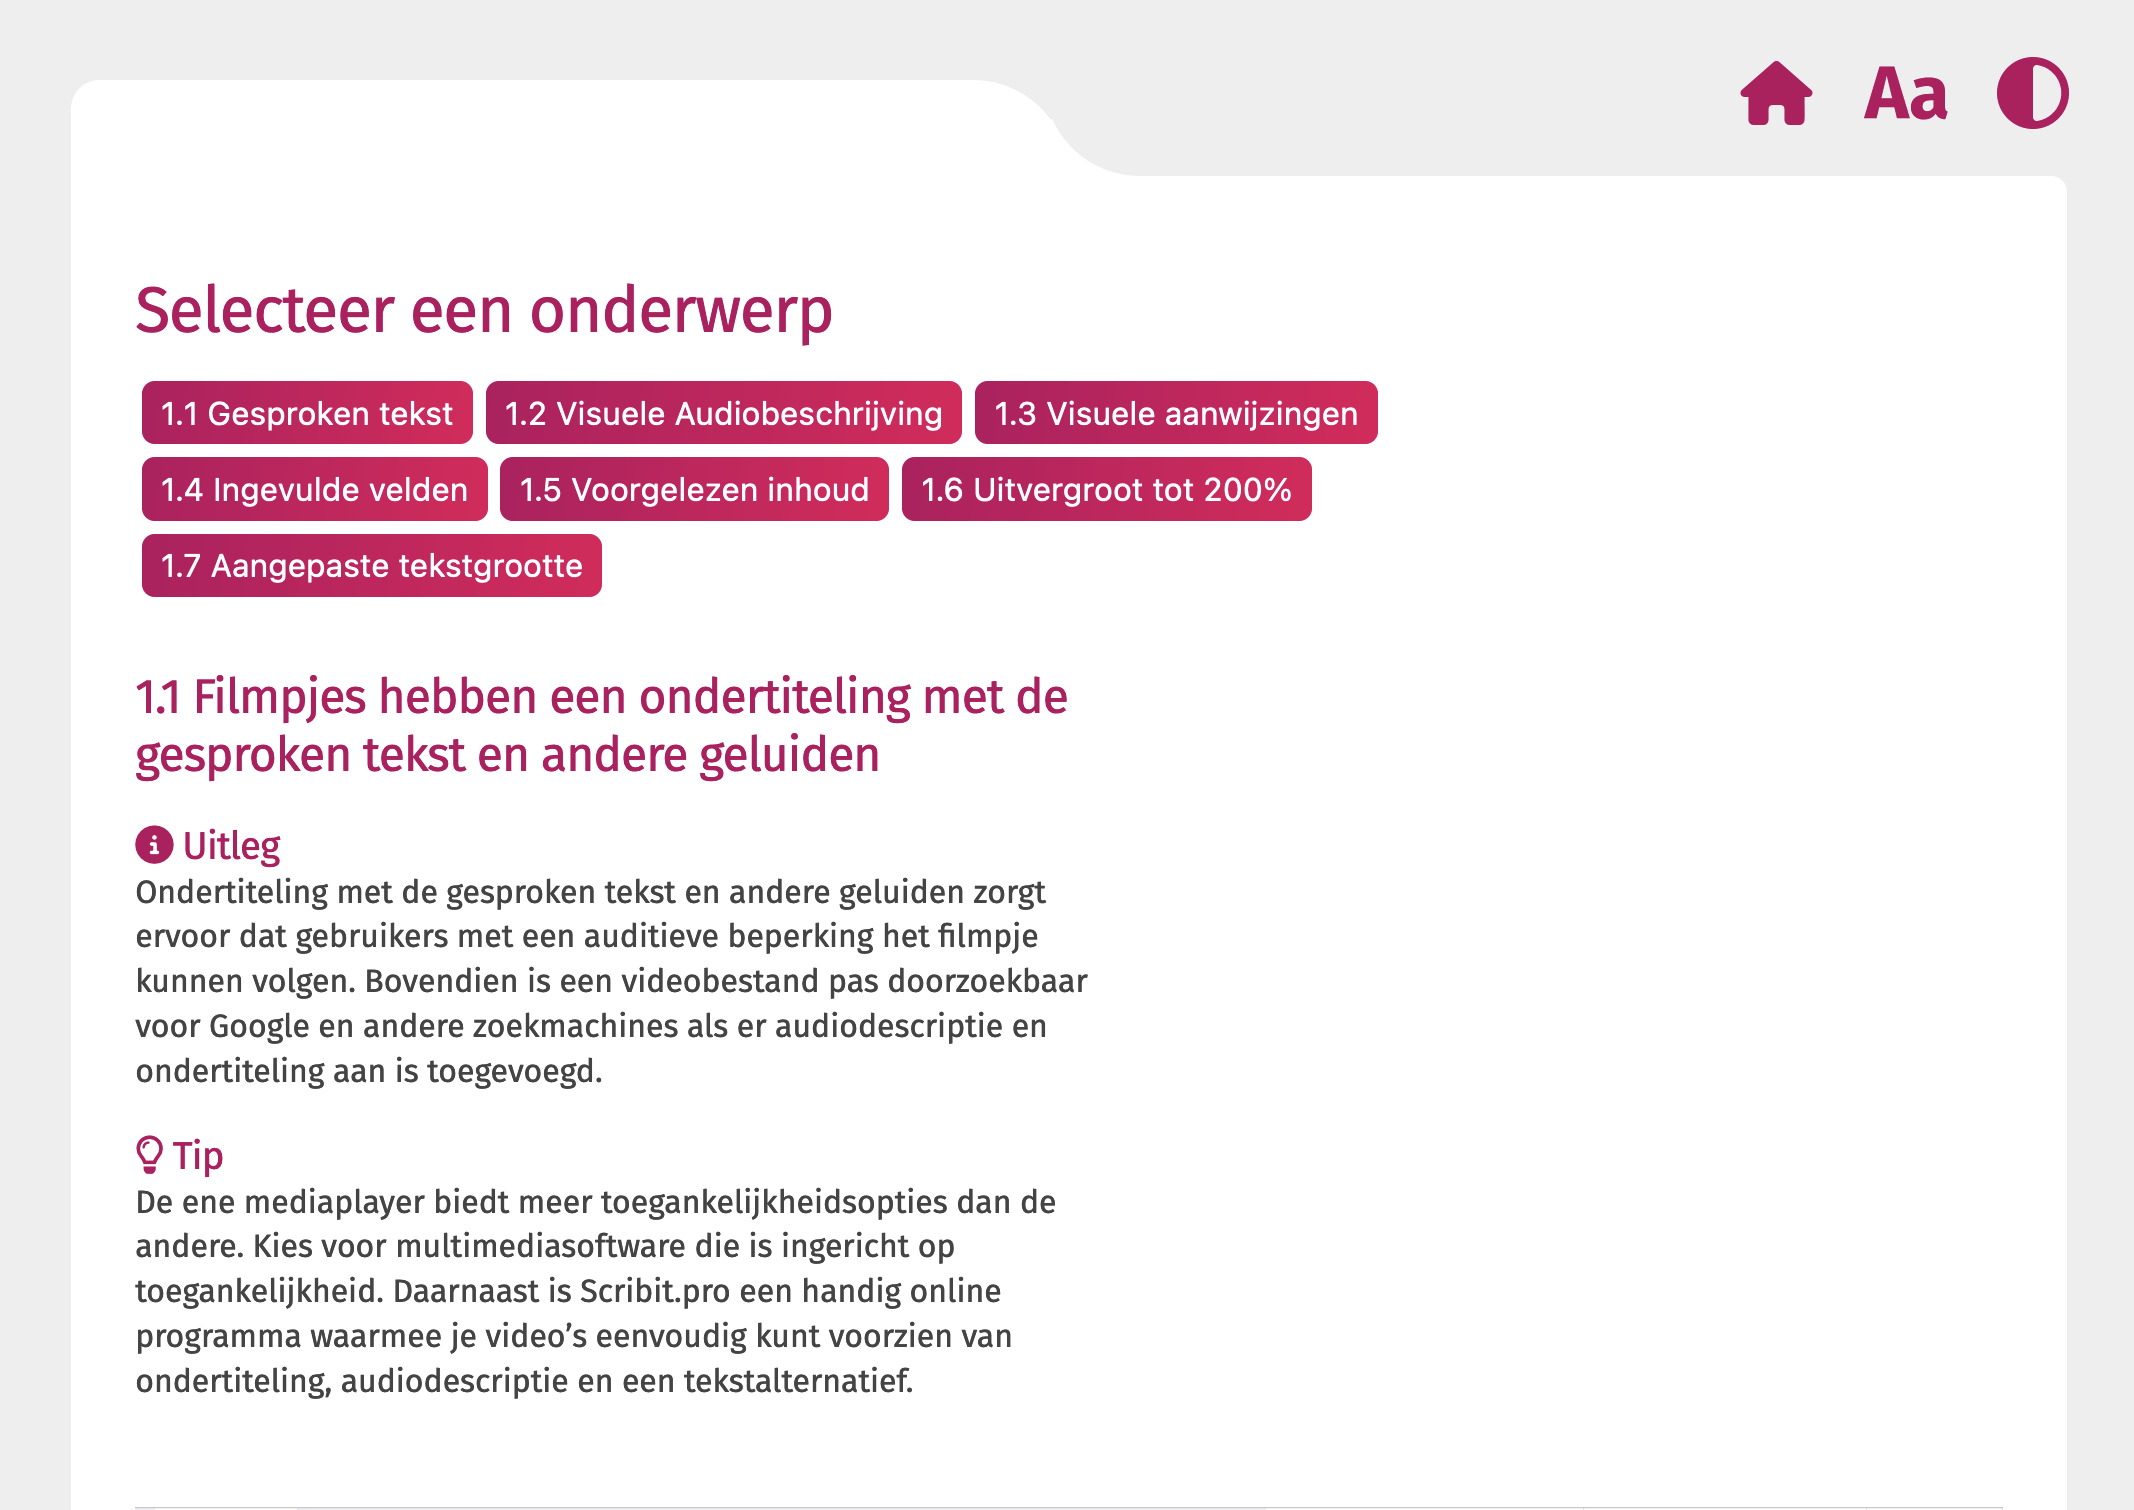 Aa
Selecteer een onderwerp
1.1 Gesproken tekst 1.2 Visuele Audiobeschrijving 1.3 Visuele aanwijzingen
1.4 Ingevulde velden 1.5 Voorgelezen inhoud 1.6 Uitvergroot tot 200%
1.7 Aangepaste tekstgrootte
1.1 Filmpjes hebben een ondertiteling met de
gesproken tekst en andere geluiden
Uitleg
Ondertiteling met de gesproken tekst en andere geluiden zorgt
ervoor dat gebruikers met een auditieve beperking het filmpje
kunnen volgen. Bovendien is een videobestand pas doorzoekbaar
voor Google en andere zoekmachines als er audiodescriptie en
ondertiteling aan is toegevoegd.
Tip
De ene mediaplayer biedt meer toegankelijkheidsopties dan de
andere. Kies voor multimediasoftware die is ingericht op
toegankelijkheid. Daarnaast is Scribit.pro een handig online
programma waarmee je video’s eenvoudig kunt voorzien van
ondertiteling, audiodescriptie en een tekstalternatief.